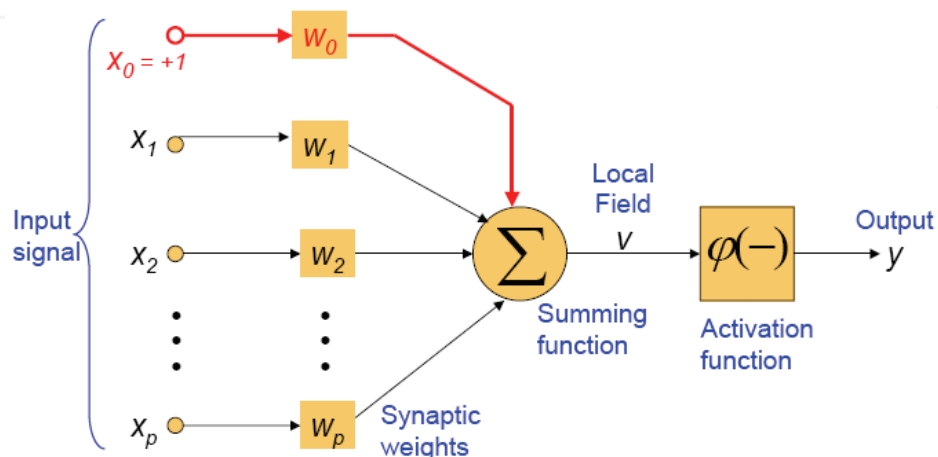 x0 = +1
w0
x1
w1
Input
signal
x2
w2
xp
wp
Synaptic
weights
∑
Summing
function
Local
Field
v
φ(−)
Activation
function
Output
y